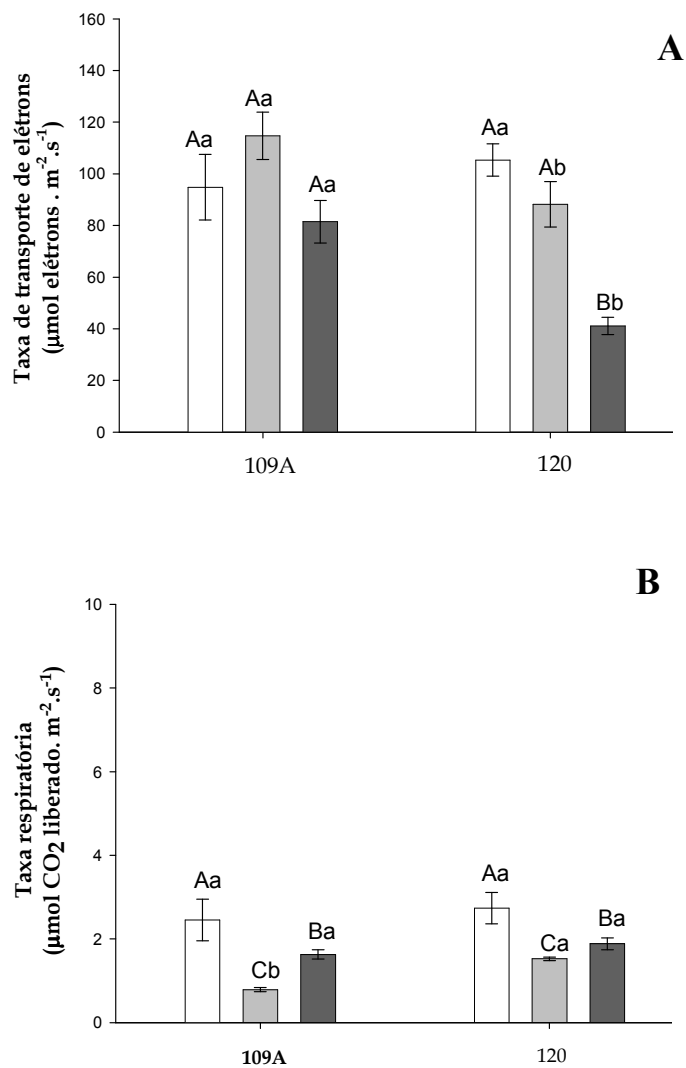 A
Taxa de transporte de elétrons
(µmol elétrons . m-2.s-1)
160
140
120
100
80
60
40
20
0
Aa
Aa
Aa
Aa
Ab
Bb
109A
120
B
Taxa respiratória
(µmol CO2 liberado. m-2.s-1)
10
8
6
4
2
0
Aa
Cb
Ba
Aa
Ca
Ba
109A
120